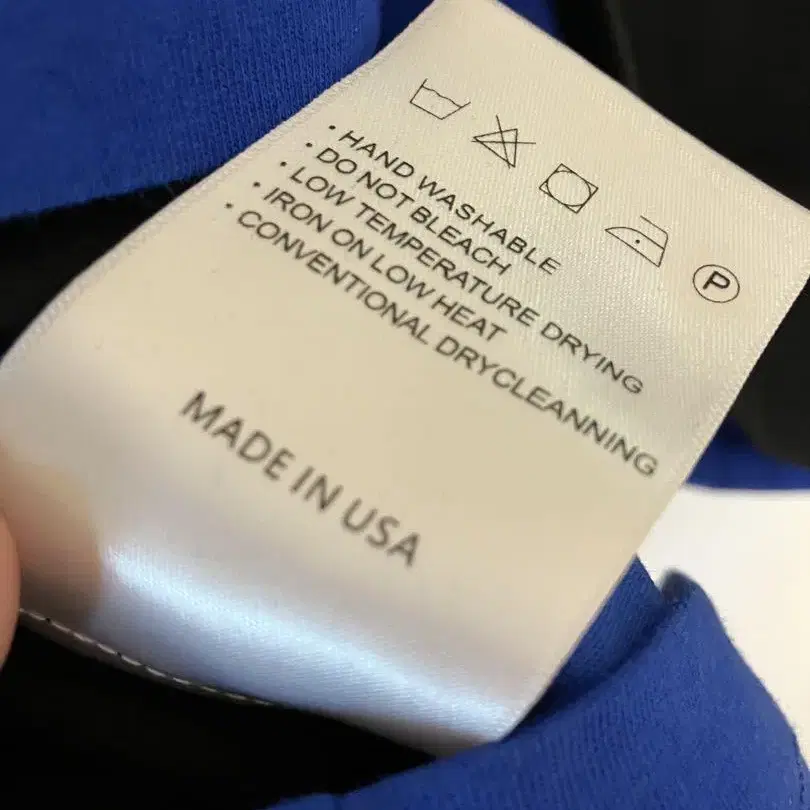 P
• HAND WASHABLE
• DO NOT BLEACH
• LOW TEMPERATURE DRYING
• IRON ON LOW HEAT
• CONVENTIONAL DRYCLEANNING
MADE IN USA